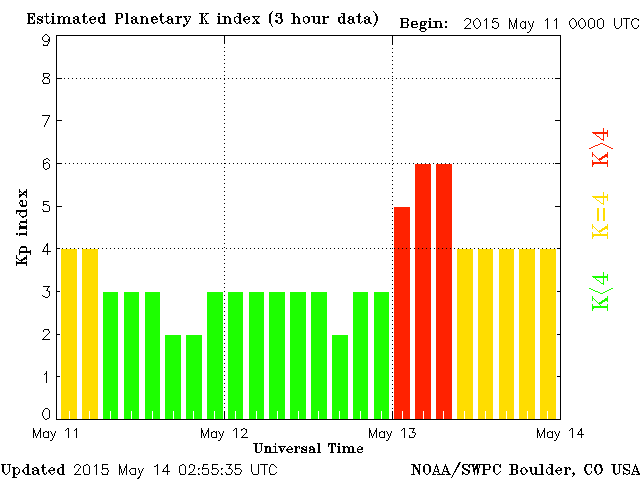 Estimated Planetary K index (3 hour data)
Begin: 2015 May 11 0000 UTC
9
8
7
6
5
4
3
2
1
0
Kp index
K>4
K=4
K<4
May 11
May 12
May 13
May 14
Universal Time
Updated 2015 May 14 02:55:35 UTC
NOAA/SWPC Boulder, CO USA